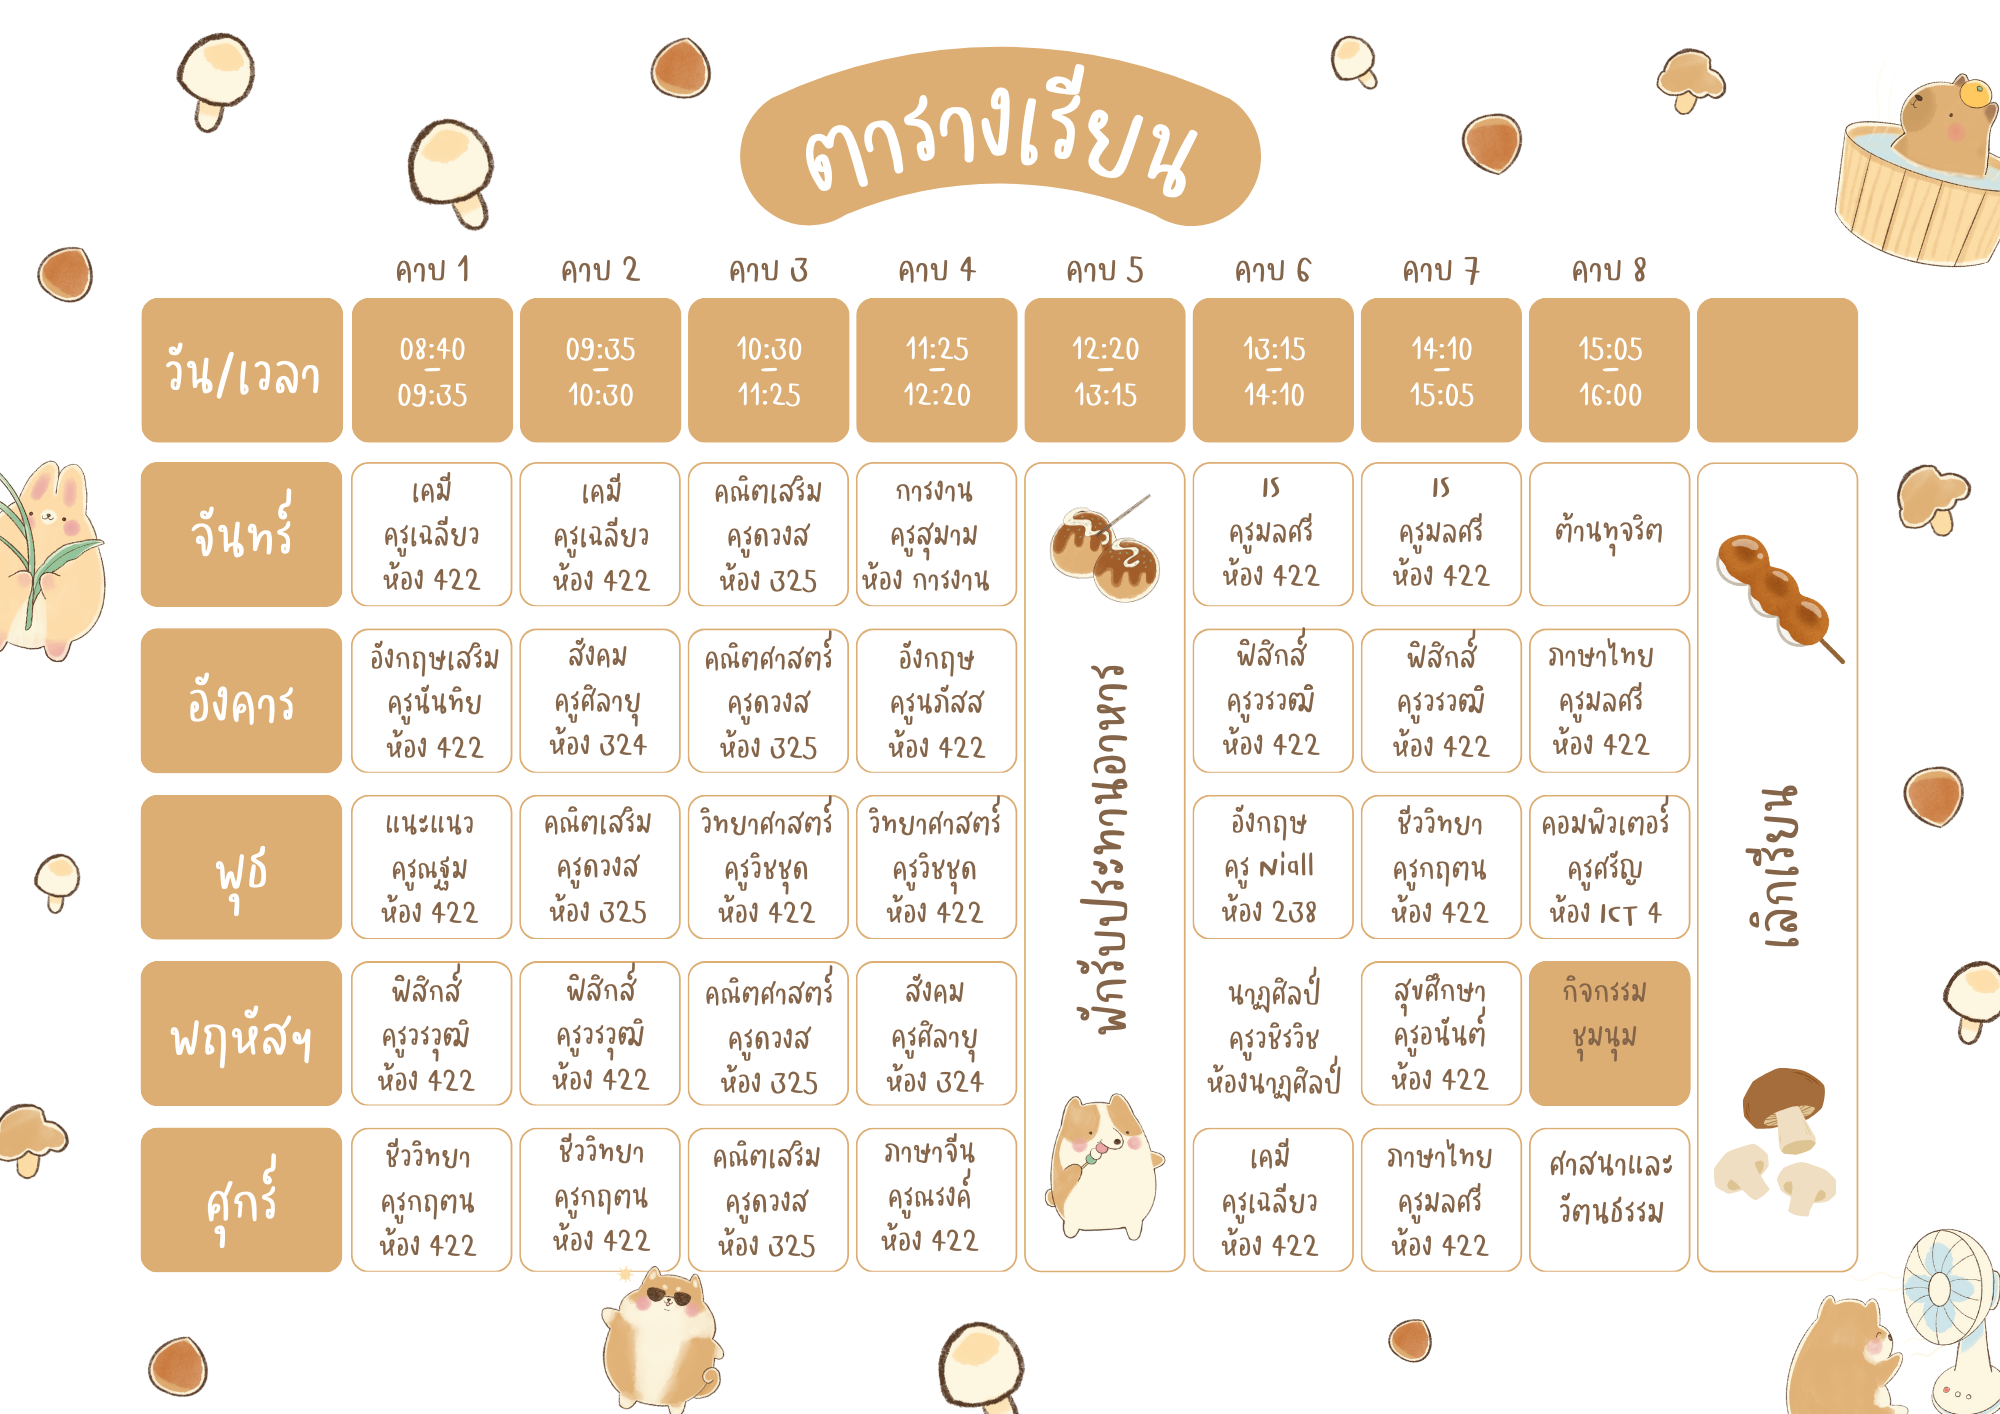 ตารางเรียน
คาบ 1 คาบ 2 คาบ 3 คาบ 4 คาบ 5 คาบ 6 คาบ 7 คาบ 8
วัน/เวลา
08:40 – 09:35
09:35 – 10:30
10:30 – 11:25
11:25 – 12:20
12:20 – 13:15
13:15 – 14:10
14:10 – 15:05
15:05 – 16:00
จันทร์
เคมี
ครูเฉลียว
ห้อง 422
เคมี
ครูเฉลียว
ห้อง 422
คณิตเสริม
ครูดวงส
ห้อง 325
การงาน
ครูสุมาม
ห้อง การงาน
IS
ครูมลศรี
ห้อง 422
IS
ครูมลศรี
ห้อง 422
ต้านทุจริต
อังคาร
อังกฤษเสริม
ครูนันทิย
ห้อง 422
สังคม
ครูศิลายุ
ห้อง 324
คณิตศาสตร์
ครูดวงส
ห้อง 325
อังกฤษ
ครูนภัสส
ห้อง 422
ฟิสิกส์
ครูวรวฒิ
ห้อง 422
ฟิสิกส์
ครูวรวฒิ
ห้อง 422
ภาษาไทย
ครูมลศรี
ห้อง 422
พุธ
แนะแนว
ครูณฐม
ห้อง 422
คณิตเสริม
ครูดวงส
ห้อง 325
วิทยาศาสตร์
ครูวิชชุด
ห้อง 422
วิทยาศาสตร์
ครูวิชชุด
ห้อง 422
อังกฤษ
ครู Niall
ห้อง 238
ชีววิทยา
ครูกฤตน
ห้อง 422
คอมพิวเตอร์
ครูศรัญ
ห้อง ICT 4
พฤหัสฯ
ฟิสิกส์
ครูวรวุฒิ
ห้อง 422
ฟิสิกส์
ครูวรวุฒิ
ห้อง 422
คณิตศาสตร์
ครูดวงส
ห้อง 325
สังคม
ครูศิลายุ
ห้อง 324
นาฏศิลป์
ครูวชิรวิช
ห้องนาฏศิลป์
สุขศึกษา
ครูอนันต์
ห้อง 422
กิจกรรม
ชุมนุม
ศุกร์
ชีววิทยา
ครูกฤตน
ห้อง 422
ชีววิทยา
ครูกฤตน
ห้อง 422
คณิตเสริม
ครูดวงส
ห้อง 325
ภาษาจีน
ครูณรงค์
ห้อง 422
เคมี
ครูเฉลียว
ห้อง 422
ภาษาไทย
ครูมลศรี
ห้อง 422
ศาสนาและ
วัฒนธรรม
พักรับประทานอาหาร
เลิกเรียน